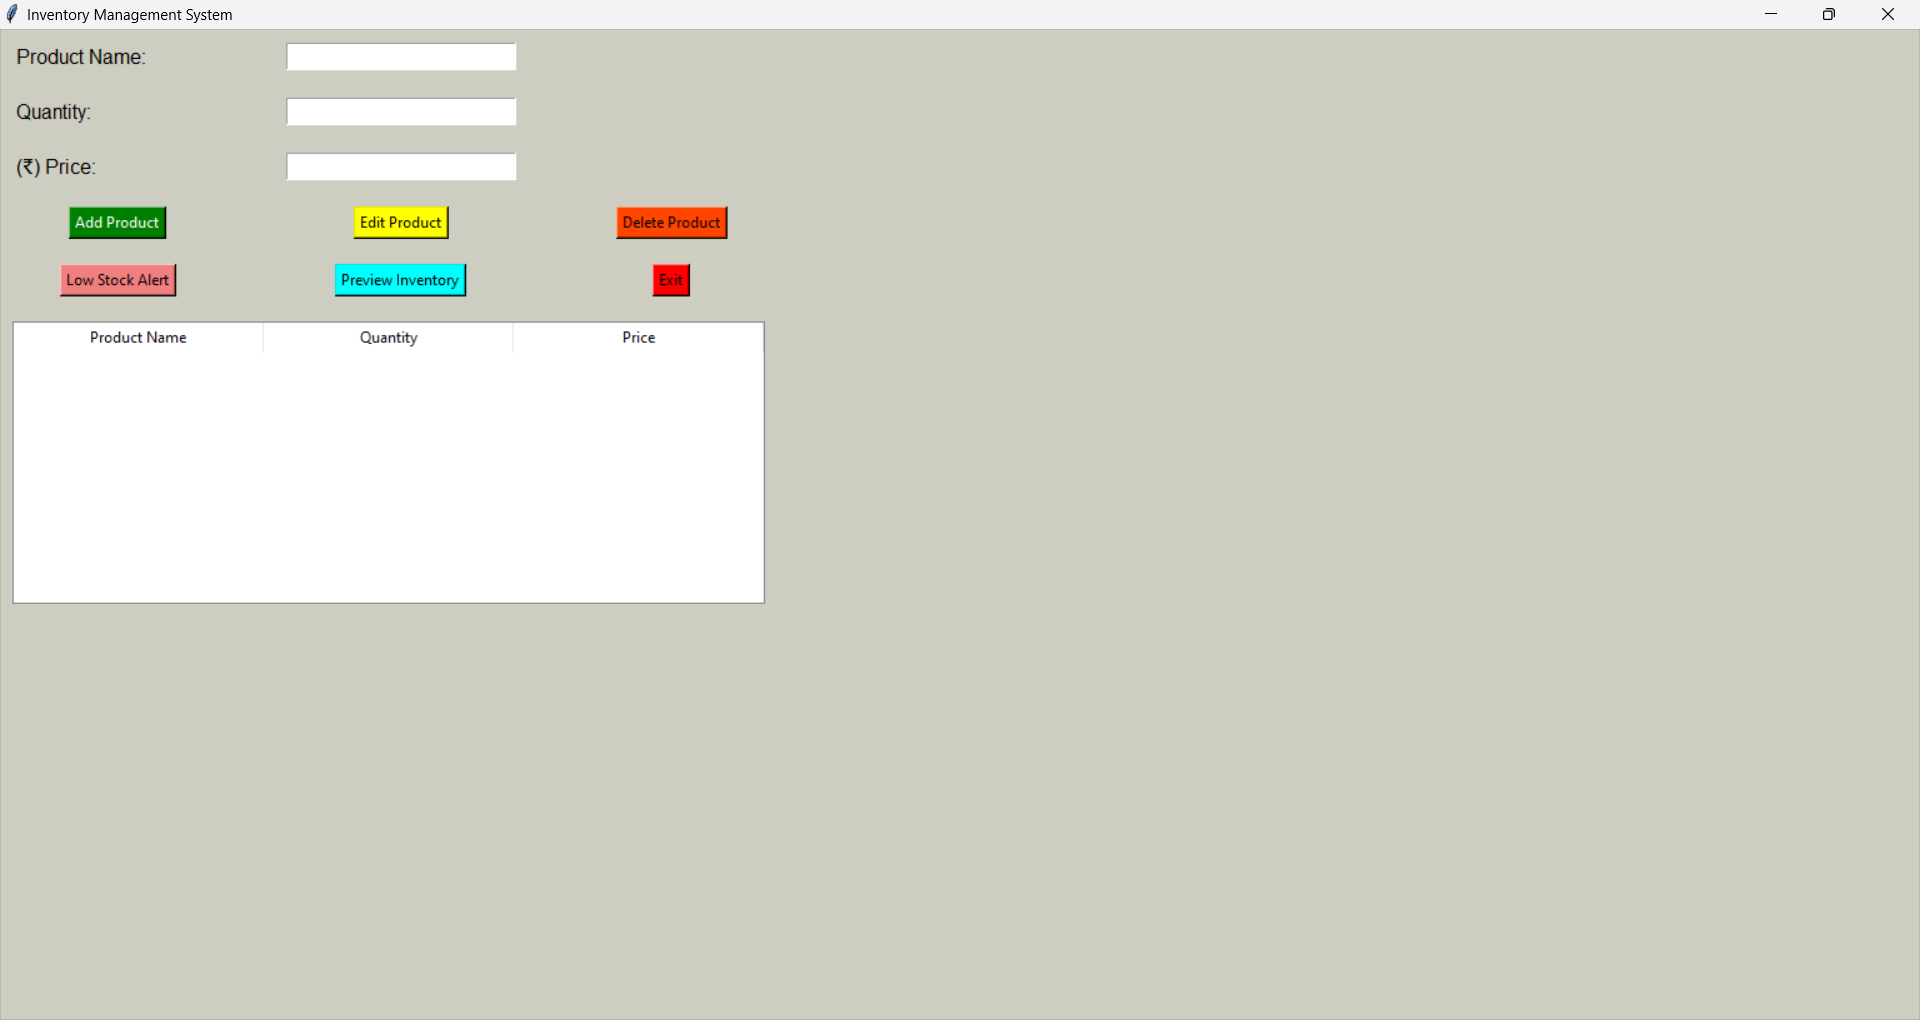 Inventory Management System
Product Name:
Quantity:
(₹) Price:
Add Product Edit Product Delete Product
Low Stock Alert Preview Inventory Exit
Product Name Quantity Price